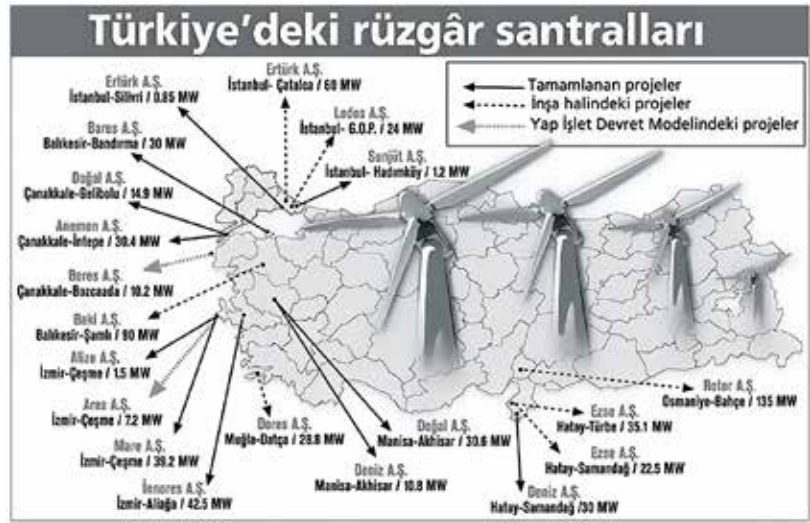 Türkiye'deki rüzgâr santralları
Tamamlanan projeler
İnşa halindeki projeler
Yap İşlet Devret Modelindeki projeler
Ertürk A.Ş.
İstanbul-Silivri / 0.85 MW
Ertürk A.Ş.
İstanbul- Çatalca / 60 MW
Lodos A.Ş.
İstanbul- G.O.P. / 24 MW
Sunjüt A.Ş.
İstanbul- Hadımköy / 1.2 MW
Bares A.Ş.
Balıkesir-Bandırma / 30 MW
Doğal A.Ş.
Çanakkale-Gelibolu / 14.9 MW
Anemon A.Ş.
Çanakkale-İntepe / 30.4 MW
Bores A.Ş.
Çanakkale-Bozcaada / 10.2 MW
Baki A.Ş.
Balıkesir-Şamlı / 90 MW
Alize A.Ş.
İzmir-Çeşme / 1.5 MW
Ares A.Ş.
İzmir-Çeşme / 7.2 MW
Mare A.Ş.
İzmir-Çeşme / 39.2 MW
İenores A.Ş.
İzmir-Aliağa / 42.5 MW
Dores A.Ş.
Muğla-Datça / 28.8 MW
Doğal A.Ş.
Manisa-Akhisar / 30.6 MW
Deniz A.Ş.
Manisa-Akhisar / 10.8 MW
Rotor A.Ş.
Osmaniye-Bahçe / 135 MW
Ezse A.Ş.
Hatay-Türbe / 35.1 MW
Ezse A.Ş.
Hatay-Samandağ / 22.5 MW
Deniz A.Ş.
Hatay-Samandağ /30 MW